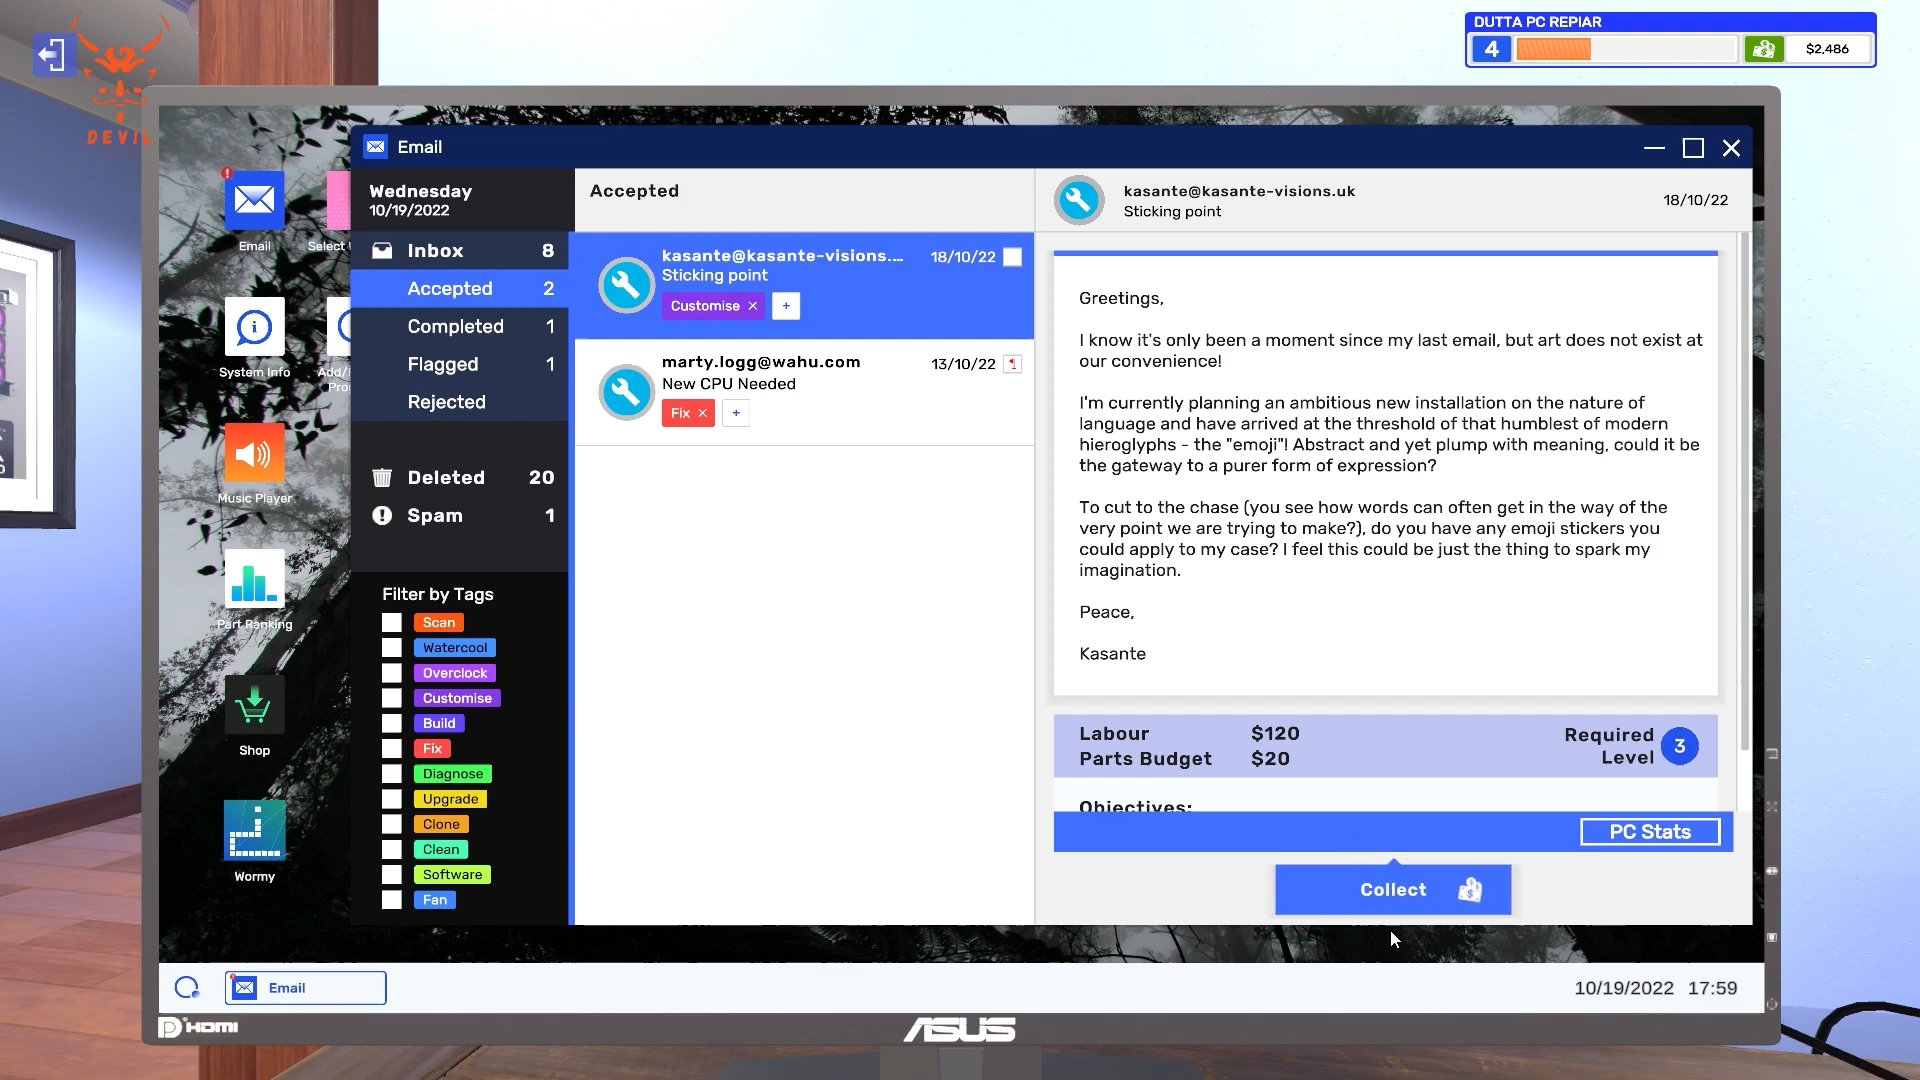 DEVIL
DUTTA PC REPIAR
4
$2,486
Email
Wednesday
10/19/2022
Accepted
kasante@kasante-visions.uk
Sticking point
18/10/22
Email
Select
System Info
Add/
Pro
Music Player
Part Ranking
Shop
Wormy
Inbox 8
Accepted 2
Completed 1
Flagged 1
Rejected
Deleted 20
Spam 1
Filter by Tags
Scan
Watercool
Overclock
Customise
Build
Fix
Diagnose
Upgrade
Clone
Clean
Software
Fan
kasante@kasante-visions.... 18/10/22
Sticking point
Customise × +
marty.logg@wahu.com 13/10/22
New CPU Needed
Fix × +
Greetings,
I know it's only been a moment since my last email, but art does not exist at
our convenience!
I'm currently planning an ambitious new installation on the nature of
language and have arrived at the threshold of that humblest of modern
hieroglyphs - the "emoji"! Abstract and yet plump with meaning, could it be
the gateway to a purer form of expression?
To cut to the chase (you see how words can often get in the way of the
very point we are trying to make?), do you have any emoji stickers you
could apply to my case? I feel this could be just the thing to spark my
imagination.
Peace,
Kasante
Labour $120
Parts Budget $20
Required
Level
3
Objectives:
PC Stats
Collect
Email
10/19/2022 17:59
HDMI
ASUS